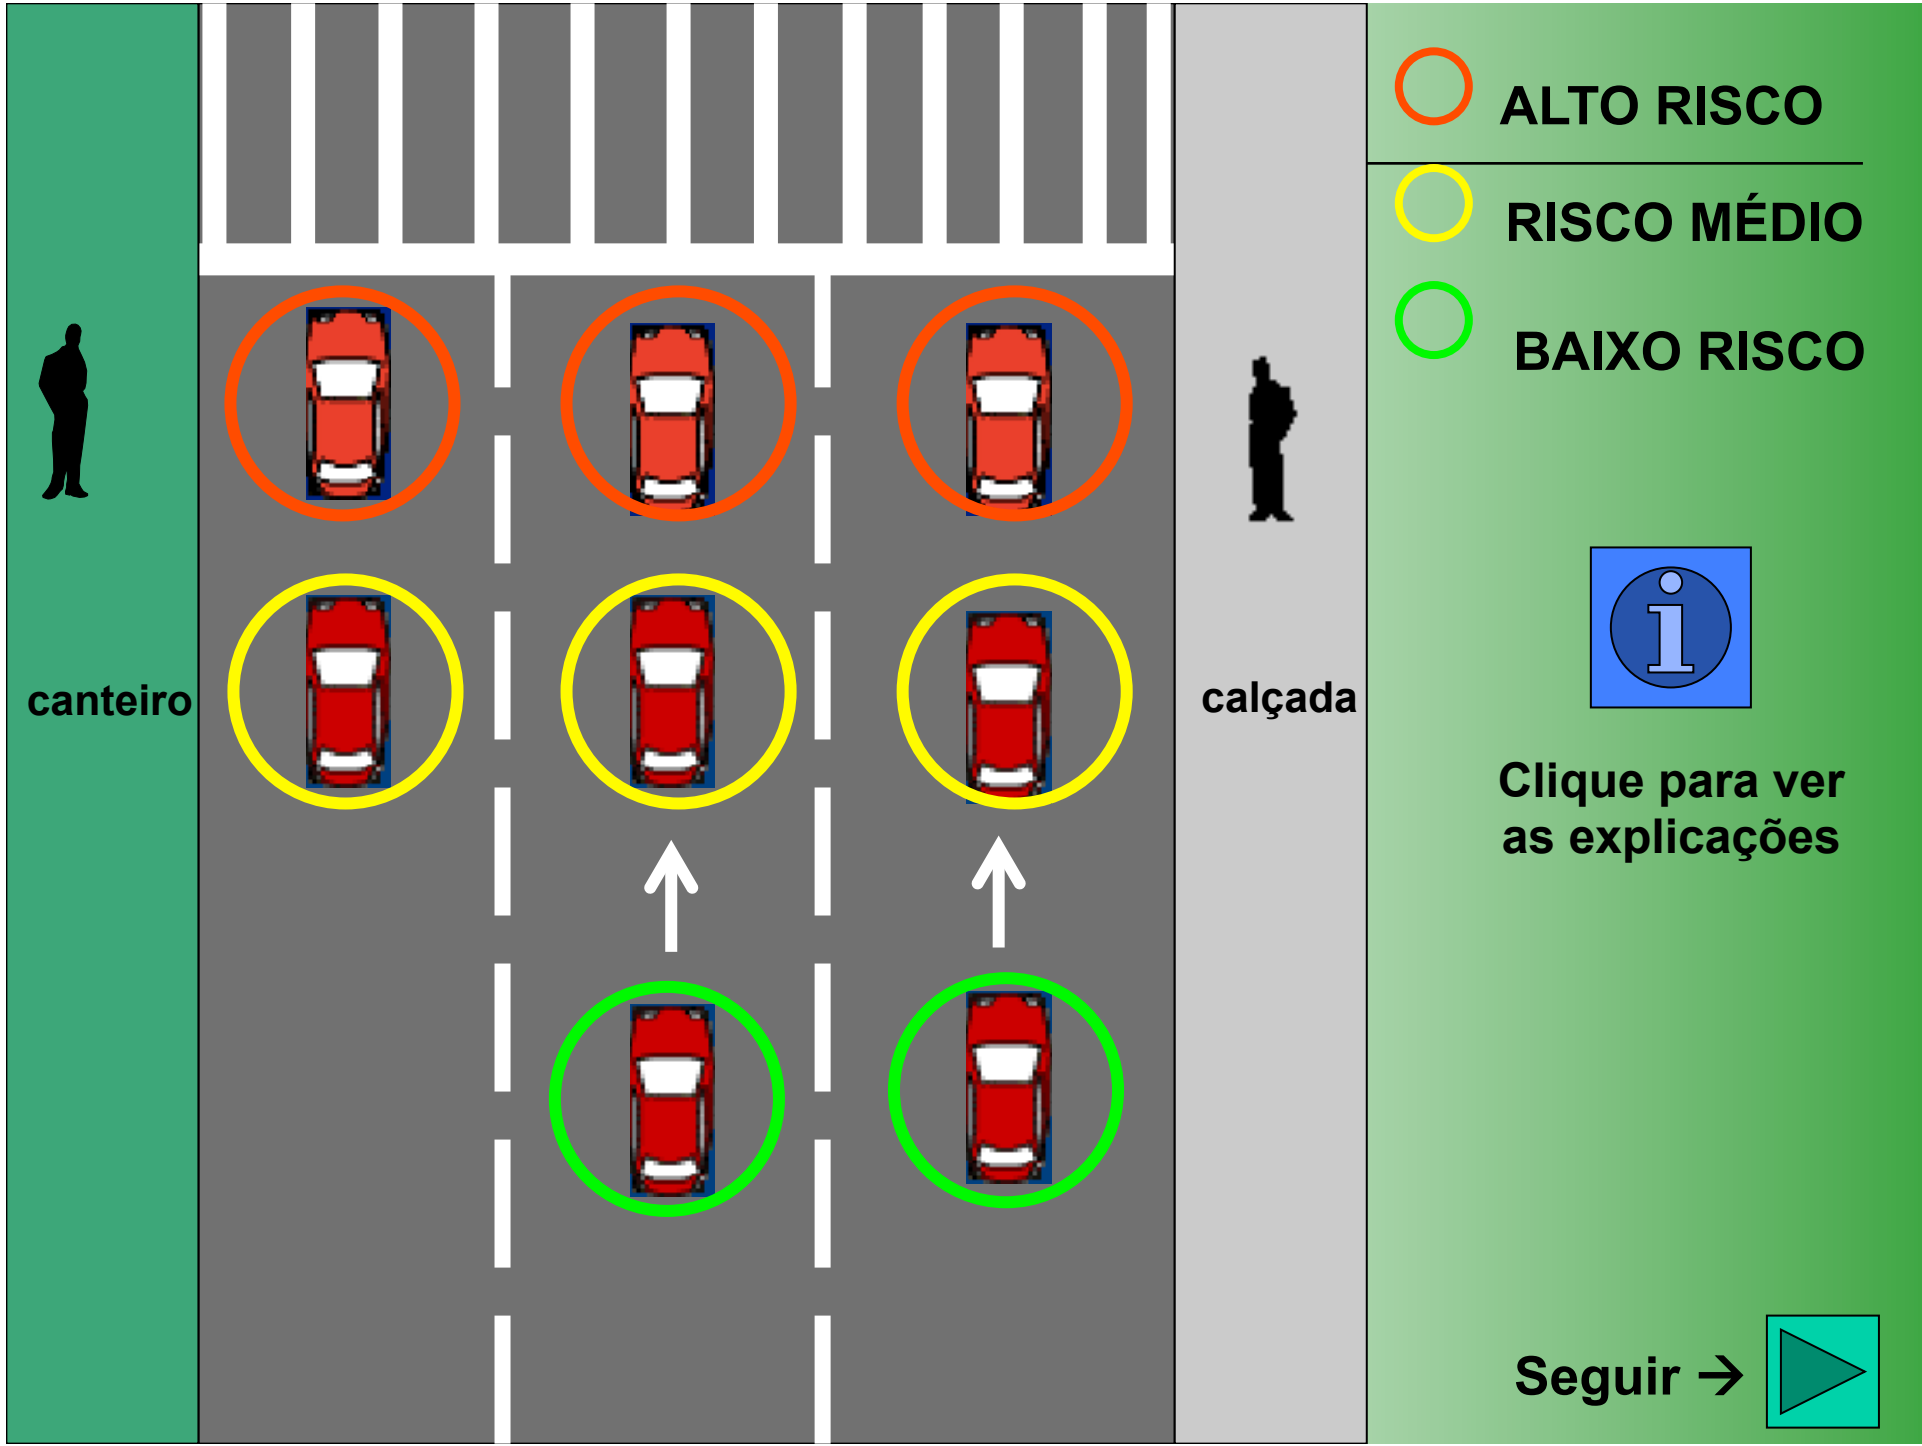 ALTO RISCO
RISCO MÉDIO
BAIXO RISCO
canteiro
calçada
Clique para ver
as explicações
Seguir →